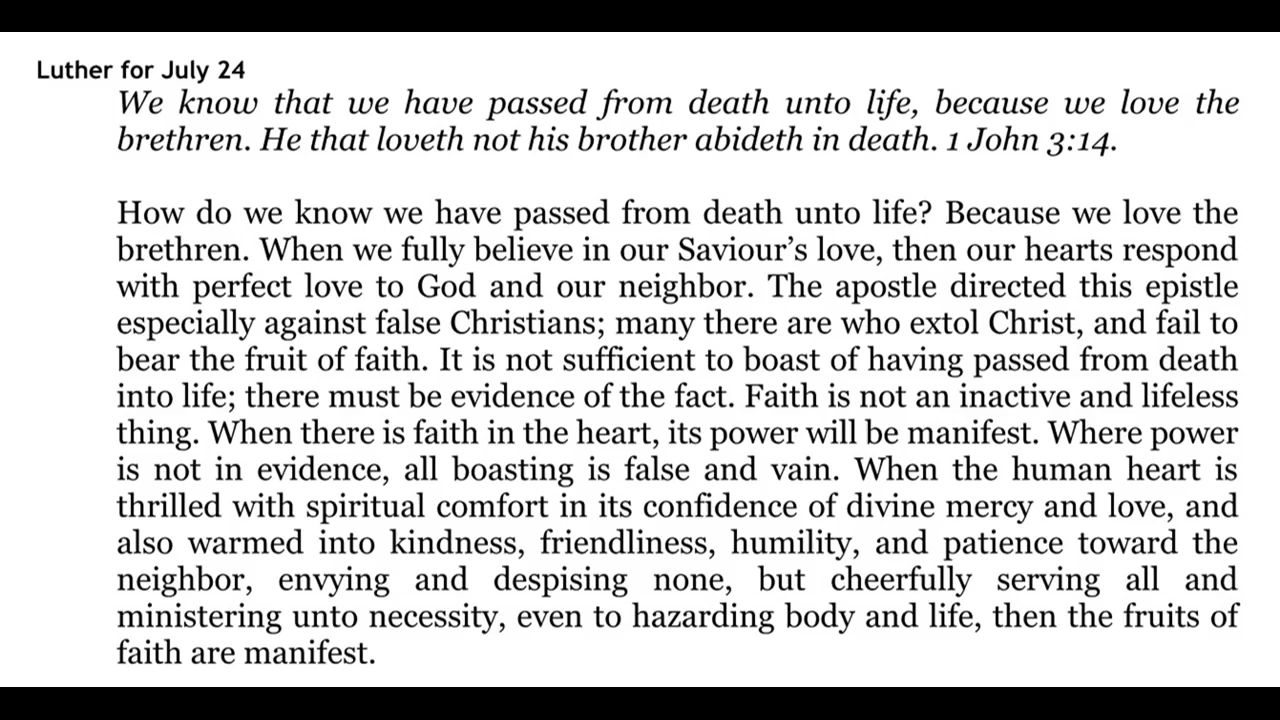 Luther for July 24
We know that we have passed from death unto life, because we love the
brethren. He that loveth not his brother abideth in death. 1 John 3:14.
How do we know we have passed from death unto life? Because we love the
brethren. When we fully believe in our Saviour’s love, then our hearts respond
with perfect love to God and our neighbor. The apostle directed this epistle
especially against false Christians; many there are who extol Christ, and fail to
bear the fruit of faith. It is not sufficient to boast of having passed from death
into life; there must be evidence of the fact. Faith is not an inactive and lifeless
thing. When there is faith in the heart, its power will be manifest. Where power
is not in evidence, all boasting is false and vain. When the human heart is
thrilled with spiritual comfort in its confidence of divine mercy and love, and
also warmed into kindness, friendliness, humility, and patience toward the
neighbor, envying and despising none, but cheerfully serving all and
ministering unto necessity, even to hazarding body and life, then the fruits of
faith are manifest.